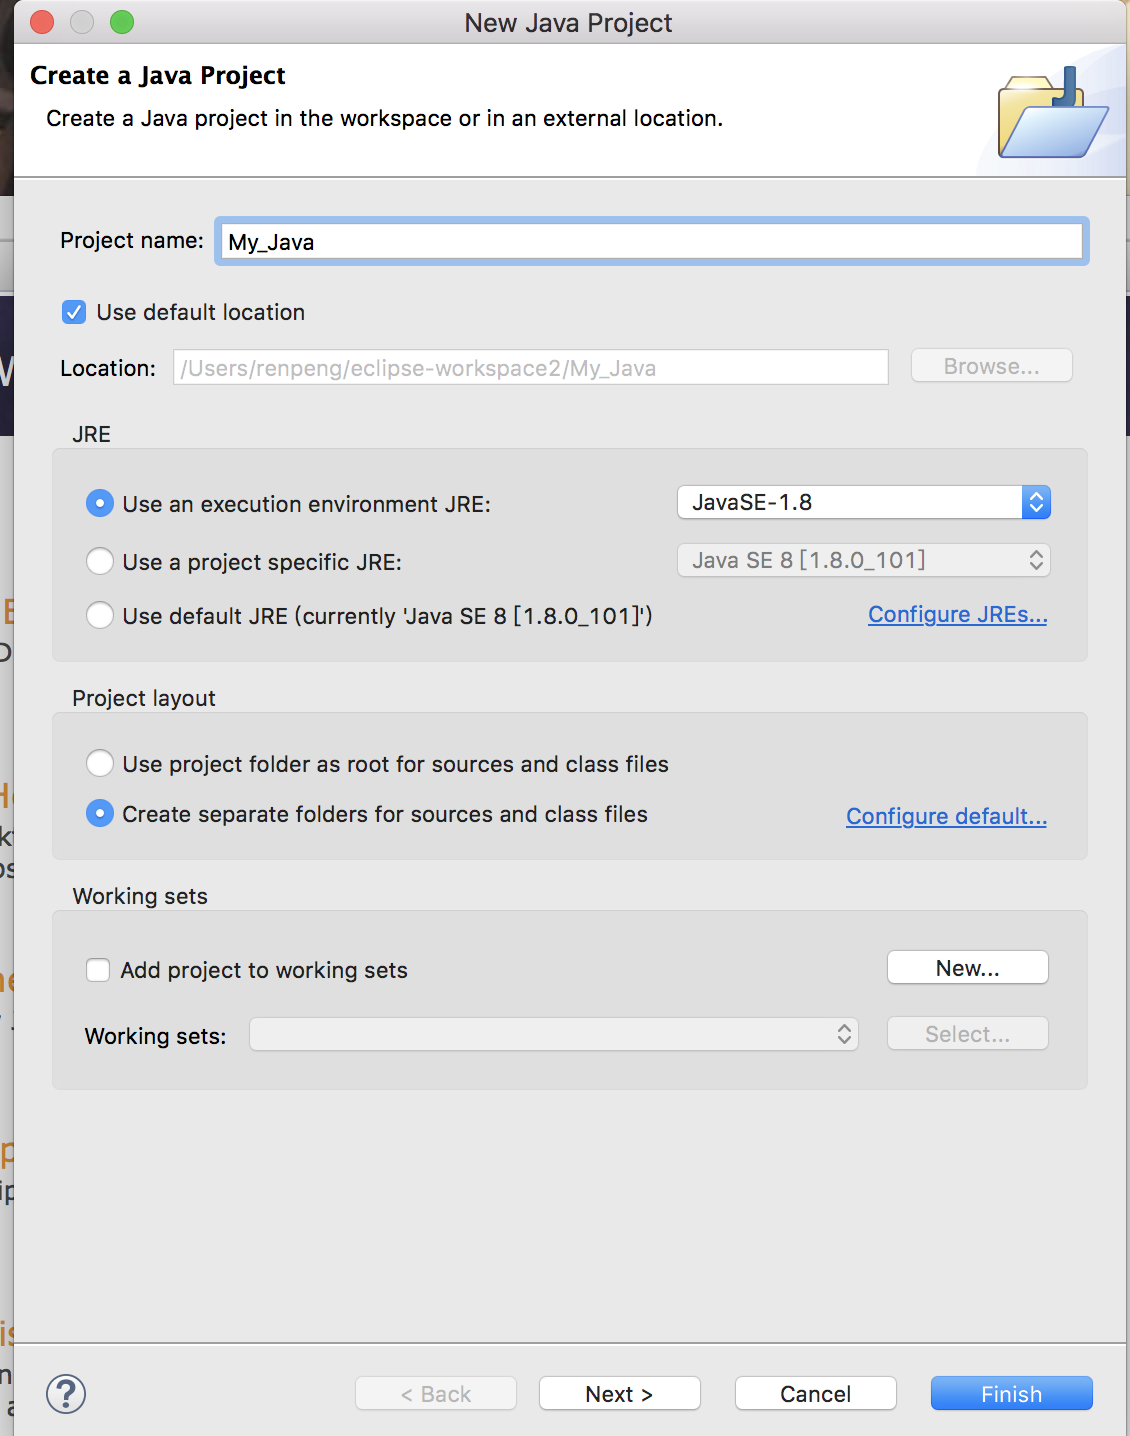 New Java Project
Create a Java Project
Create a Java project in the workspace or in an external location.
Project name: My_Java
Use default location
Location: /Users/renpeng/eclipse-workspace2/My_Java Browse...
JRE
Use an execution environment JRE: JavaSE-1.8
Use a project specific JRE: Java SE 8 [1.8.0_101]
Use default JRE (currently 'Java SE 8 [1.8.0_101]') Configure JREs...
Project layout
Use project folder as root for sources and class files
Create separate folders for sources and class files Configure default...
Working sets
Add project to working sets New...
Working sets: Select...
? < Back Next > Cancel Finish